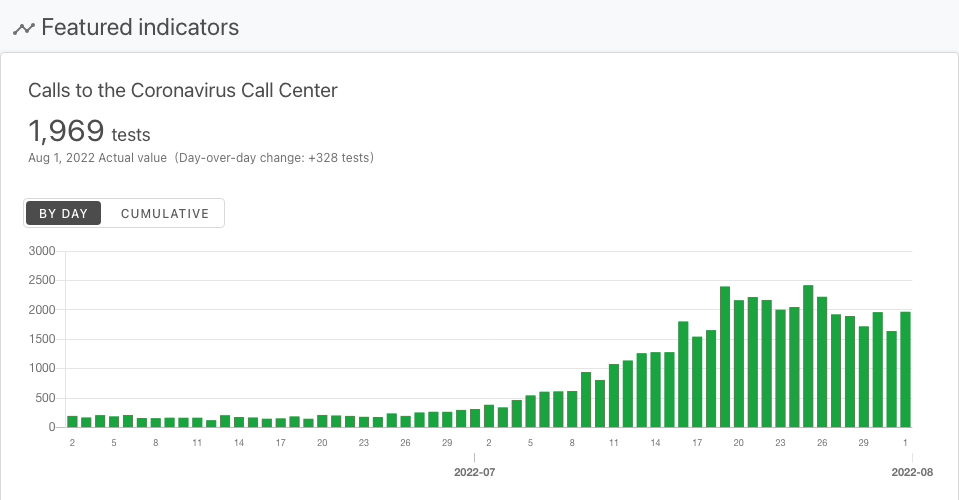 Featured indicators
Calls to the Coronavirus Call Center
1,969 tests
Aug 1, 2022 Actual value (Day-over-day change: +328 tests)
BY DAY CUMULATIVE
3000
2500
2000
1500
1000
500
0
2 5 8 11 14 17 20 23 26 29 2 5 8 11 14 17 20 23 26 29 1
2022-07 2022-08